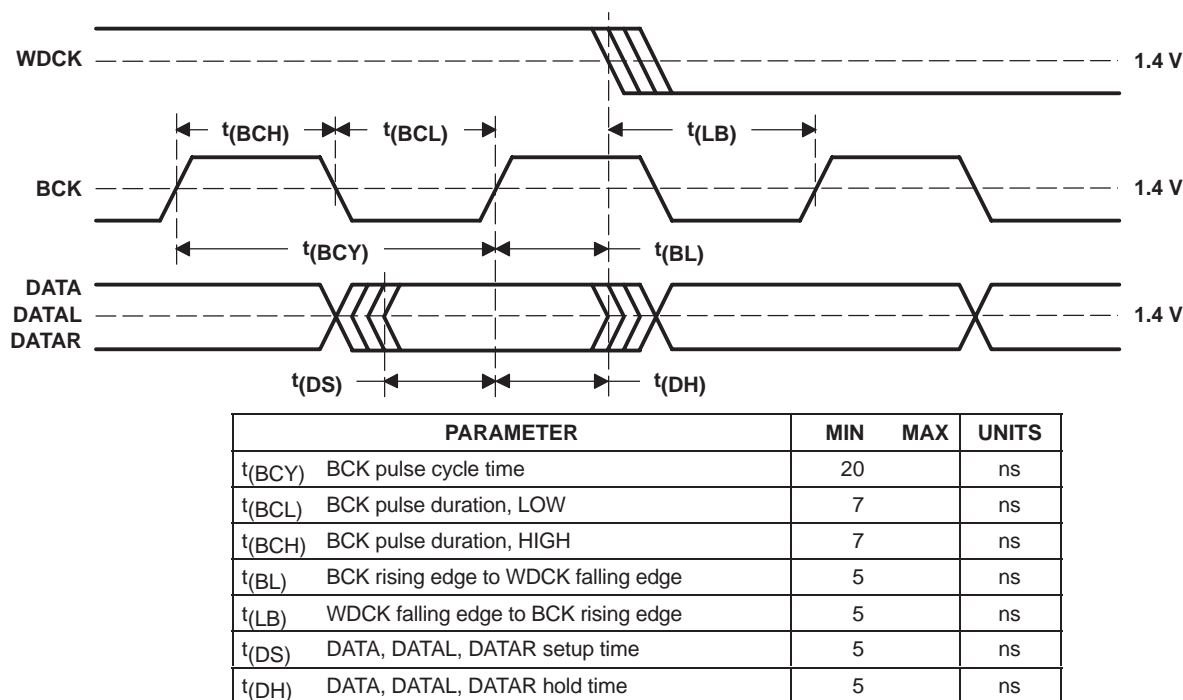 WDCK
1.4 V
t(BCH)
t(BCL)
t(LB)
BCK
1.4 V
t(BCY)
t(BL)
DATA
DATAL
DATAR
1.4 V
t(DS)
t(DH)
PARAMETER MIN MAX UNITS
t(BCY) BCK pulse cycle time 20 ns
t(BCL) BCK pulse duration, LOW 7 ns
t(BCH) BCK pulse duration, HIGH 7 ns
t(BL) BCK rising edge to WDCK falling edge 5 ns
t(LB) WDCK falling edge to BCK rising edge 5 ns
t(DS) DATA, DATAL, DATAR setup time 5 ns
t(DH) DATA, DATAL, DATAR hold time 5 ns